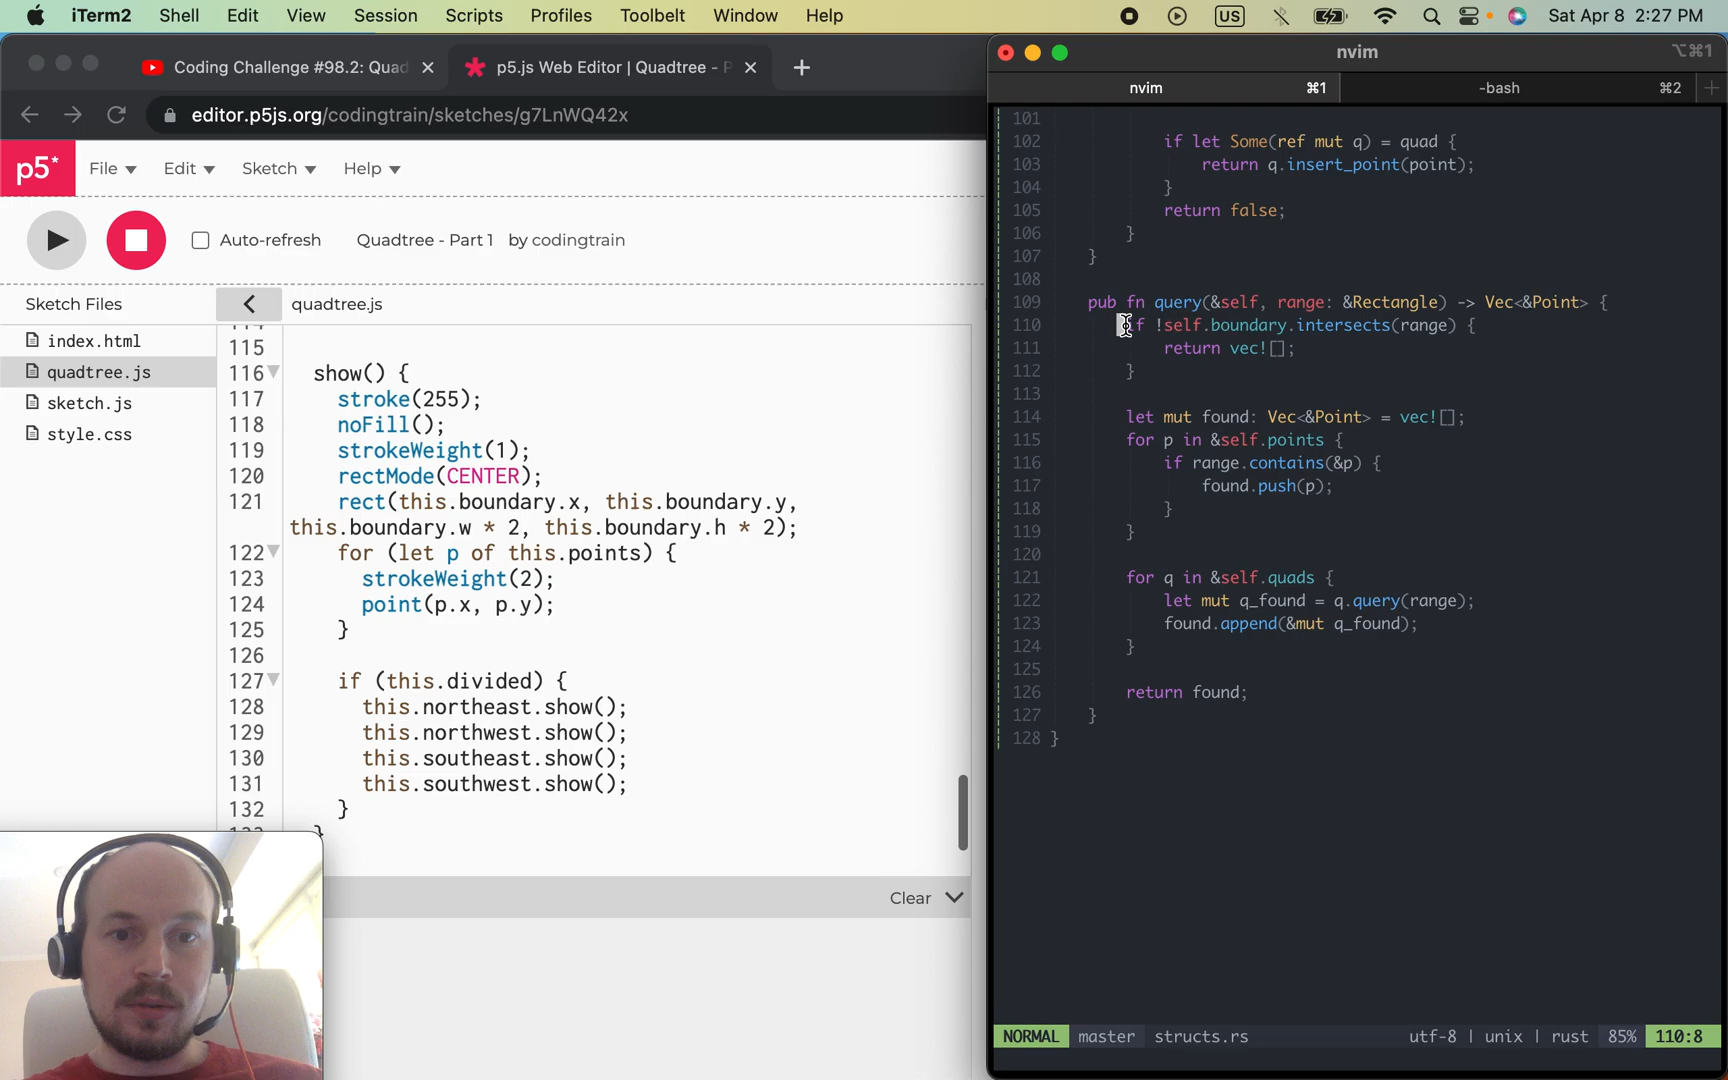 iTerm2 Shell Edit View Session Scripts Profiles Toolbelt Window Help US Sat Apr 8 2:27 PM
Coding Challenge #98.2: Quad
p5.js Web Editor | Quadtree - P
editor.p5js.org/codingtrain/sketches/g7LnWQ42x
p5* File Edit Sketch Help
Auto-refresh Quadtree - Part 1 by codingtrain
Sketch Files
quadtree.js
index.html
quadtree.js
sketch.js
style.css
115
116 show() {
117 stroke(255);
118 noFill();
119 strokeWeight(1);
120 rectMode(CENTER);
121 rect(this.boundary.x, this.boundary.y,
this.boundary.w * 2, this.boundary.h * 2);
122 for (let p of this.points) {
123 strokeWeight(2);
124 point(p.x, p.y);
125 }
126
127 if (this.divided) {
128 this.northeast.show();
129 this.northwest.show();
130 this.southeast.show();
131 this.southwest.show();
132 }
}
Clear
nvim ⌥⌘1
nvim ⌘1 -bash ⌘2
101
102 if let Some(ref mut q) = quad {
103 return q.insert_point(point);
104 }
105 return false;
106 }
107 }
108
109 pub fn query(&self, range: &Rectangle) -> Vec<&Point> {
110 if !self.boundary.intersects(range) {
111 return vec![];
112 }
113
114 let mut found: Vec<&Point> = vec![];
115 for p in &self.points {
116 if range.contains(&p) {
117 found.push(p);
118 }
119 }
120
121 for q in &self.quads {
122 let mut q_found = q.query(range);
123 found.append(&mut q_found);
124 }
125
126 return found;
127 }
128 }
NORMAL master structs.rs utf-8 | unix | rust 85% 110:8